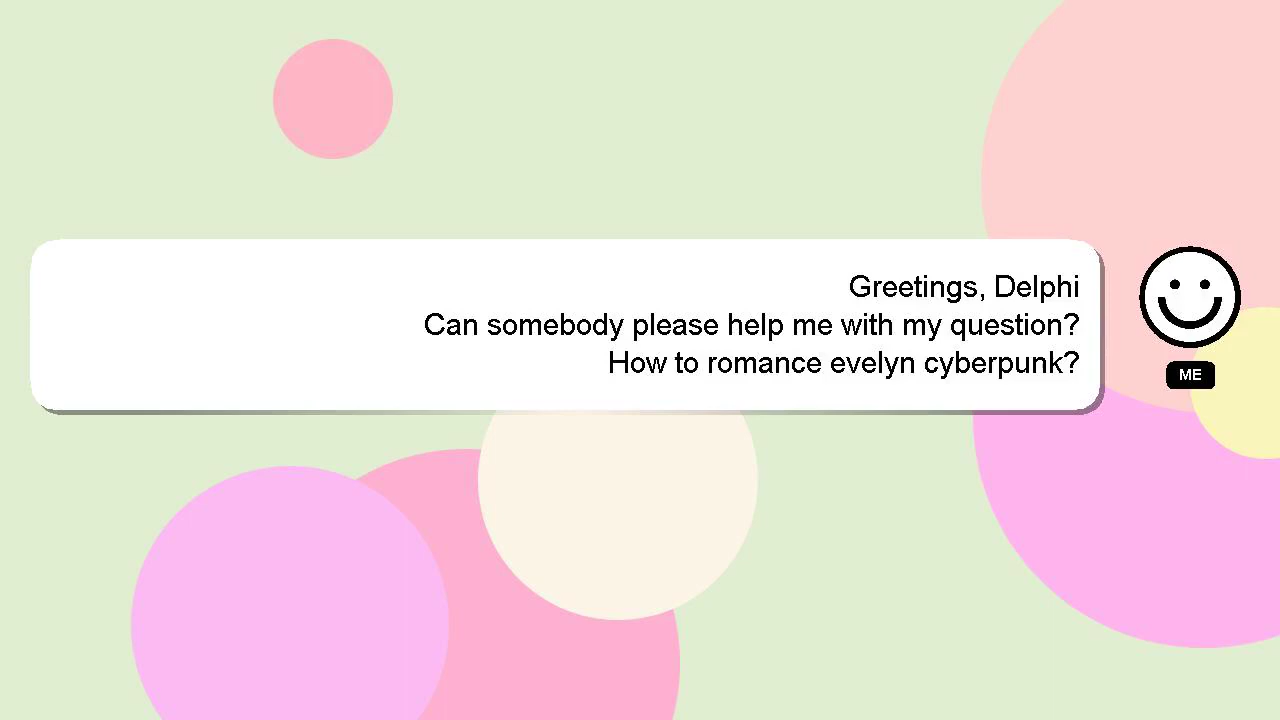 Greetings, Delphi
Can somebody please help me with my question?
How to romance evelyn cyberpunk?
ME